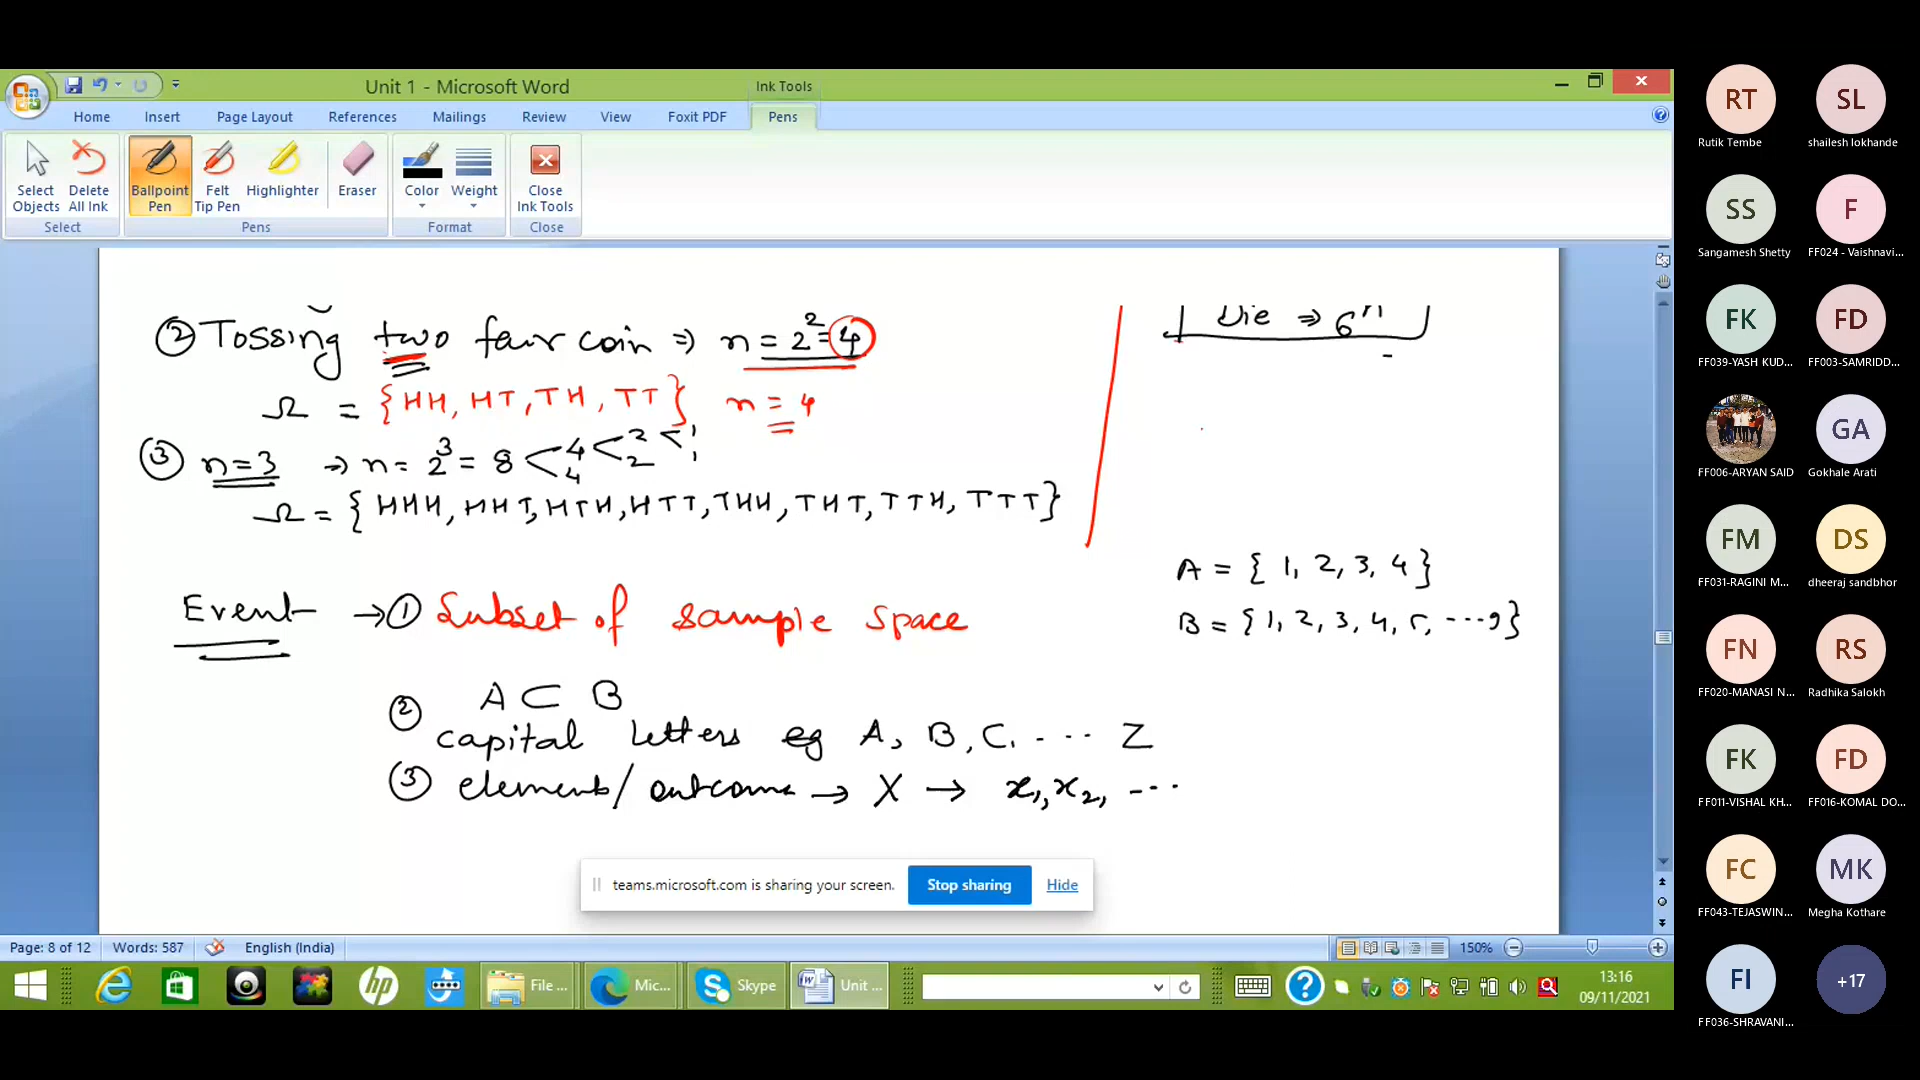 Unit 1 - Microsoft Word
Ink Tools
Home Insert Page Layout References Mailings Review View Foxit PDF Pens
Select Objects
Delete All Ink
Ballpoint Pen
Felt Tip Pen
Highlighter
Eraser
Color
Weight
Close Ink Tools
Select Pens Format Close
② Tossing two fair coin ⇒ n = 2² = 4
Ω = {HH, HT, TH, TT} n = 4
③ n=3 → n = 2³ = 8 < 4 4 < 2 2 < 1 1
Ω = {HHH, HHT, HTH, HTT, THH, THT, TTH, TTT}
Die ⇒ 6ⁿ
A = { 1, 2, 3, 4 }
B = { 1, 2, 3, 4, 5, ---9 }
Event → ① Subset of sample space
② A ⊂ B
capital letters eg A, B, C, ---- Z
③ element/ outcome → X → x₁, x₂, ---
teams.microsoft.com is sharing your screen. Stop sharing Hide
Page: 8 of 12 Words: 587 English (India) 150%
File ... Mic... Skype Unit ...
13:16
09/11/2021
RT SL
Rutik Tembe shailesh lokhande
SS F
Sangamesh Shetty FF024 - Vaishnavi...
FK FD
FF039-YASH KUD... FF003-SAMRIDD...
GA
FF006-ARYAN SAID Gokhale Arati
FM DS
FF031-RAGINI M... dheeraj sandbhor
FN RS
FF020-MANASI N... Radhika Salokh
FK FD
FF011-VISHAL KH... FF016-KOMAL DO...
FC MK
FF043-TEJASWIN... Megha Kothare
FI +17
FF036-SHRAVANI...